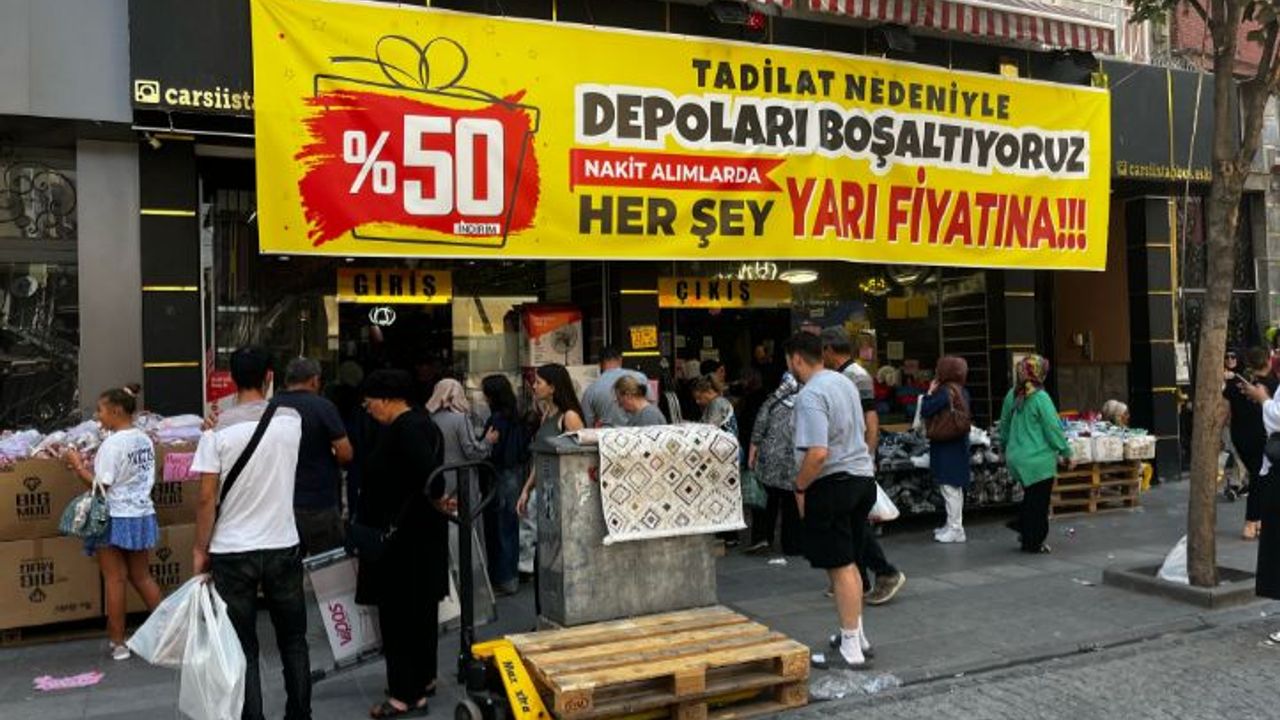 carsiista
TADİLAT NEDENİYLE
DEPOLARI BOŞALTIYORUZ
%50
İNDİRİM
NAKİT ALIMLARDA
HER ŞEY YARI FİYATINA!!!
GİRİŞ
ÇIKIŞ
BIG
MUG
BIG